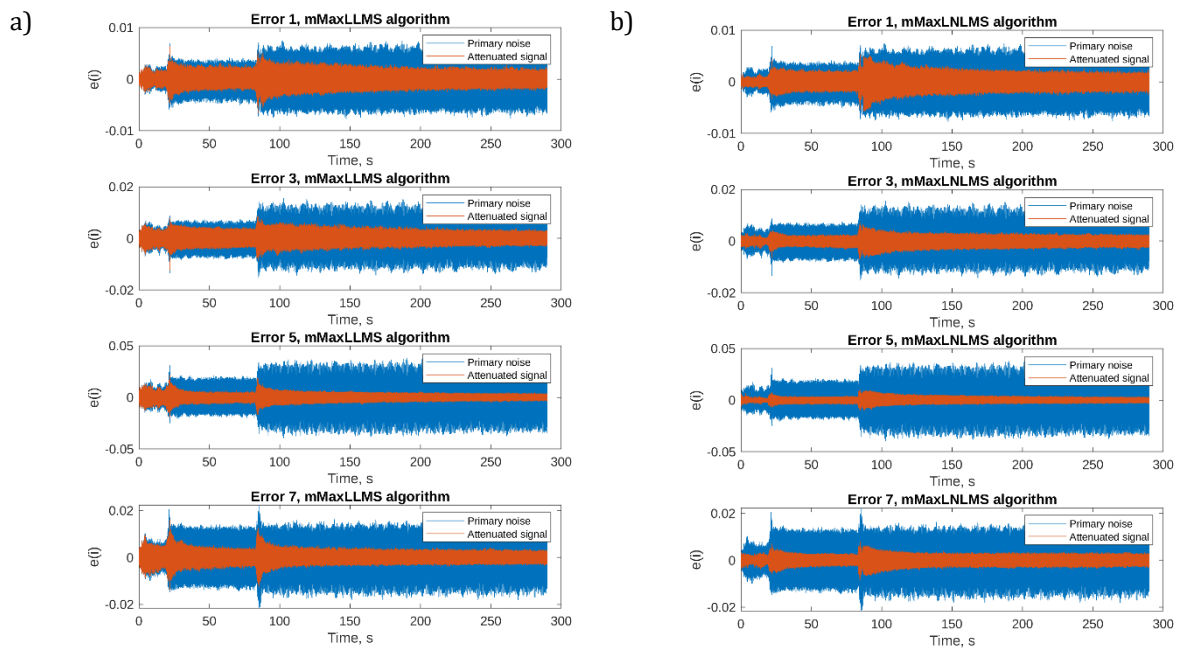 a)
Error 1, mMaxLLMS algorithm
0.01
0
-0.01
e(i)
Primary noise
Attenuated signal
0 50 100 150 200 250 300
Time, s
Error 3, mMaxLLMS algorithm
0.02
0
-0.02
e(i)
Primary noise
Attenuated signal
0 50 100 150 200 250 300
Time, s
Error 5, mMaxLLMS algorithm
0.05
0
-0.05
e(i)
Primary noise
Attenuated signal
0 50 100 150 200 250 300
Time, s
Error 7, mMaxLLMS algorithm
0.02
0
-0.02
e(i)
Primary noise
Attenuated signal
0 50 100 150 200 250 300
Time, s
b)
Error 1, mMaxLNLMS algorithm
0.01
0
-0.01
e(i)
Primary noise
Attenuated signal
0 50 100 150 200 250 300
Time, s
Error 3, mMaxLNLMS algorithm
0.02
0
-0.02
e(i)
Primary noise
Attenuated signal
0 50 100 150 200 250 300
Time, s
Error 5, mMaxLNLMS algorithm
0.05
0
-0.05
e(i)
Primary noise
Attenuated signal
0 50 100 150 200 250 300
Time, s
Error 7, mMaxLNLMS algorithm
0.02
0
-0.02
e(i)
Primary noise
Attenuated signal
0 50 100 150 200 250 300
Time, s